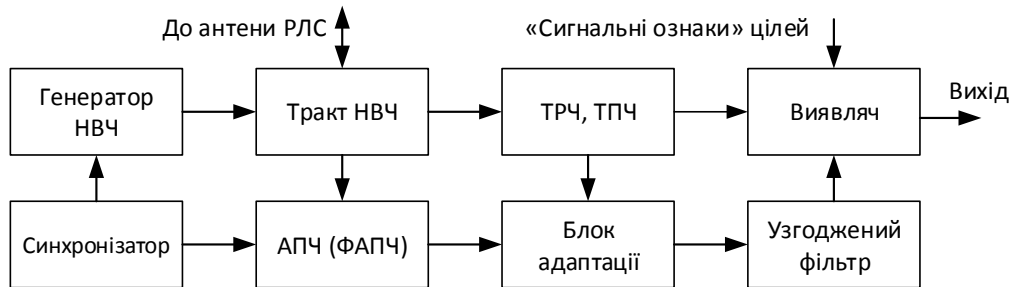 До антени РЛС
«Сигнальні ознаки» цілей
Генератор
НВЧ
Тракт НВЧ
ТРЧ, ТПЧ
Виявляч
Вихід
Синхронізатор
АПЧ (ФАПЧ)
Блок
адаптації
Узгоджений
фільтр